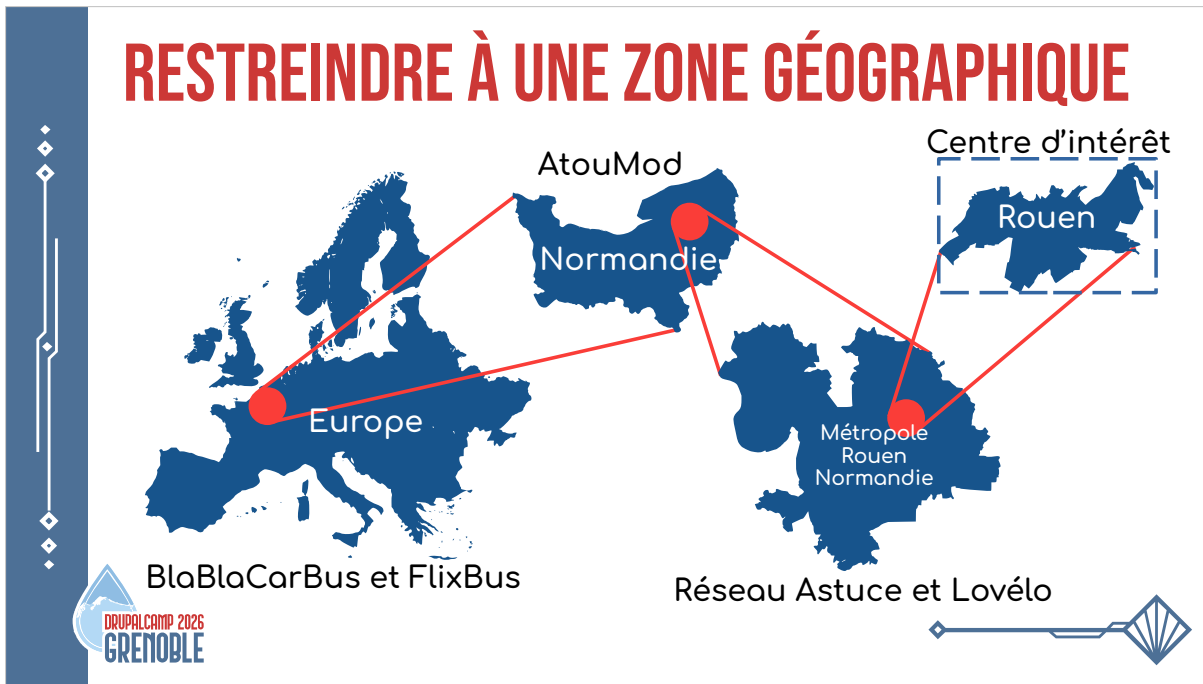 RESTREINDRE À UNE ZONE GÉOGRAPHIQUE
Centre d'intérêt
AtouMod
Rouen
Normandie
Europe
Métropole
Rouen
Normandie
BlaBlaCarBus et FlixBus
Réseau Astuce et Lovélo
DRUPALCAMP 2026
GRENOBLE